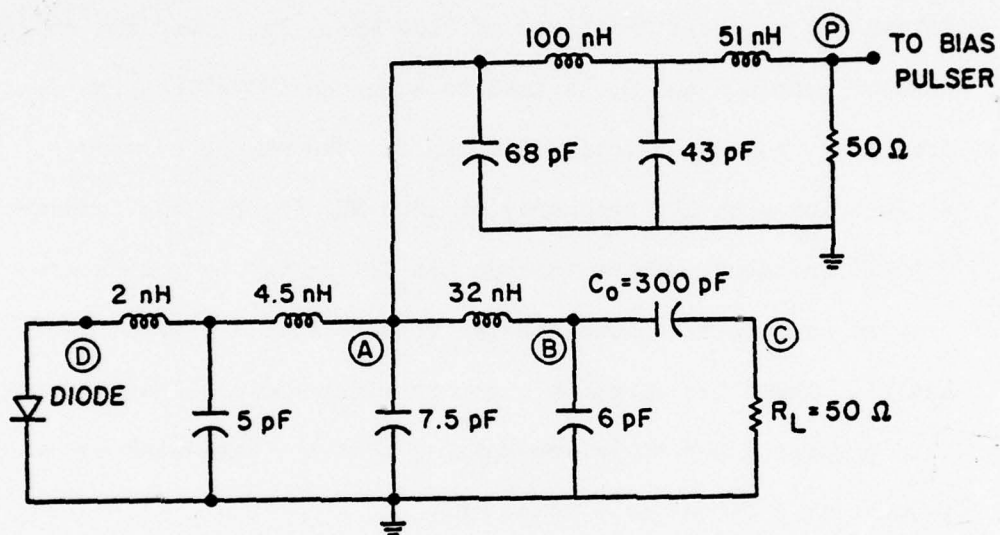 100 nH
51 nH
P
TO BIAS
PULSER
68 pF
43 pF
50 Ω
2 nH
4.5 nH
32 nH
C₀=300 pF
D
A
B
C
DIODE
5 pF
7.5 pF
6 pF
R_L=50 Ω